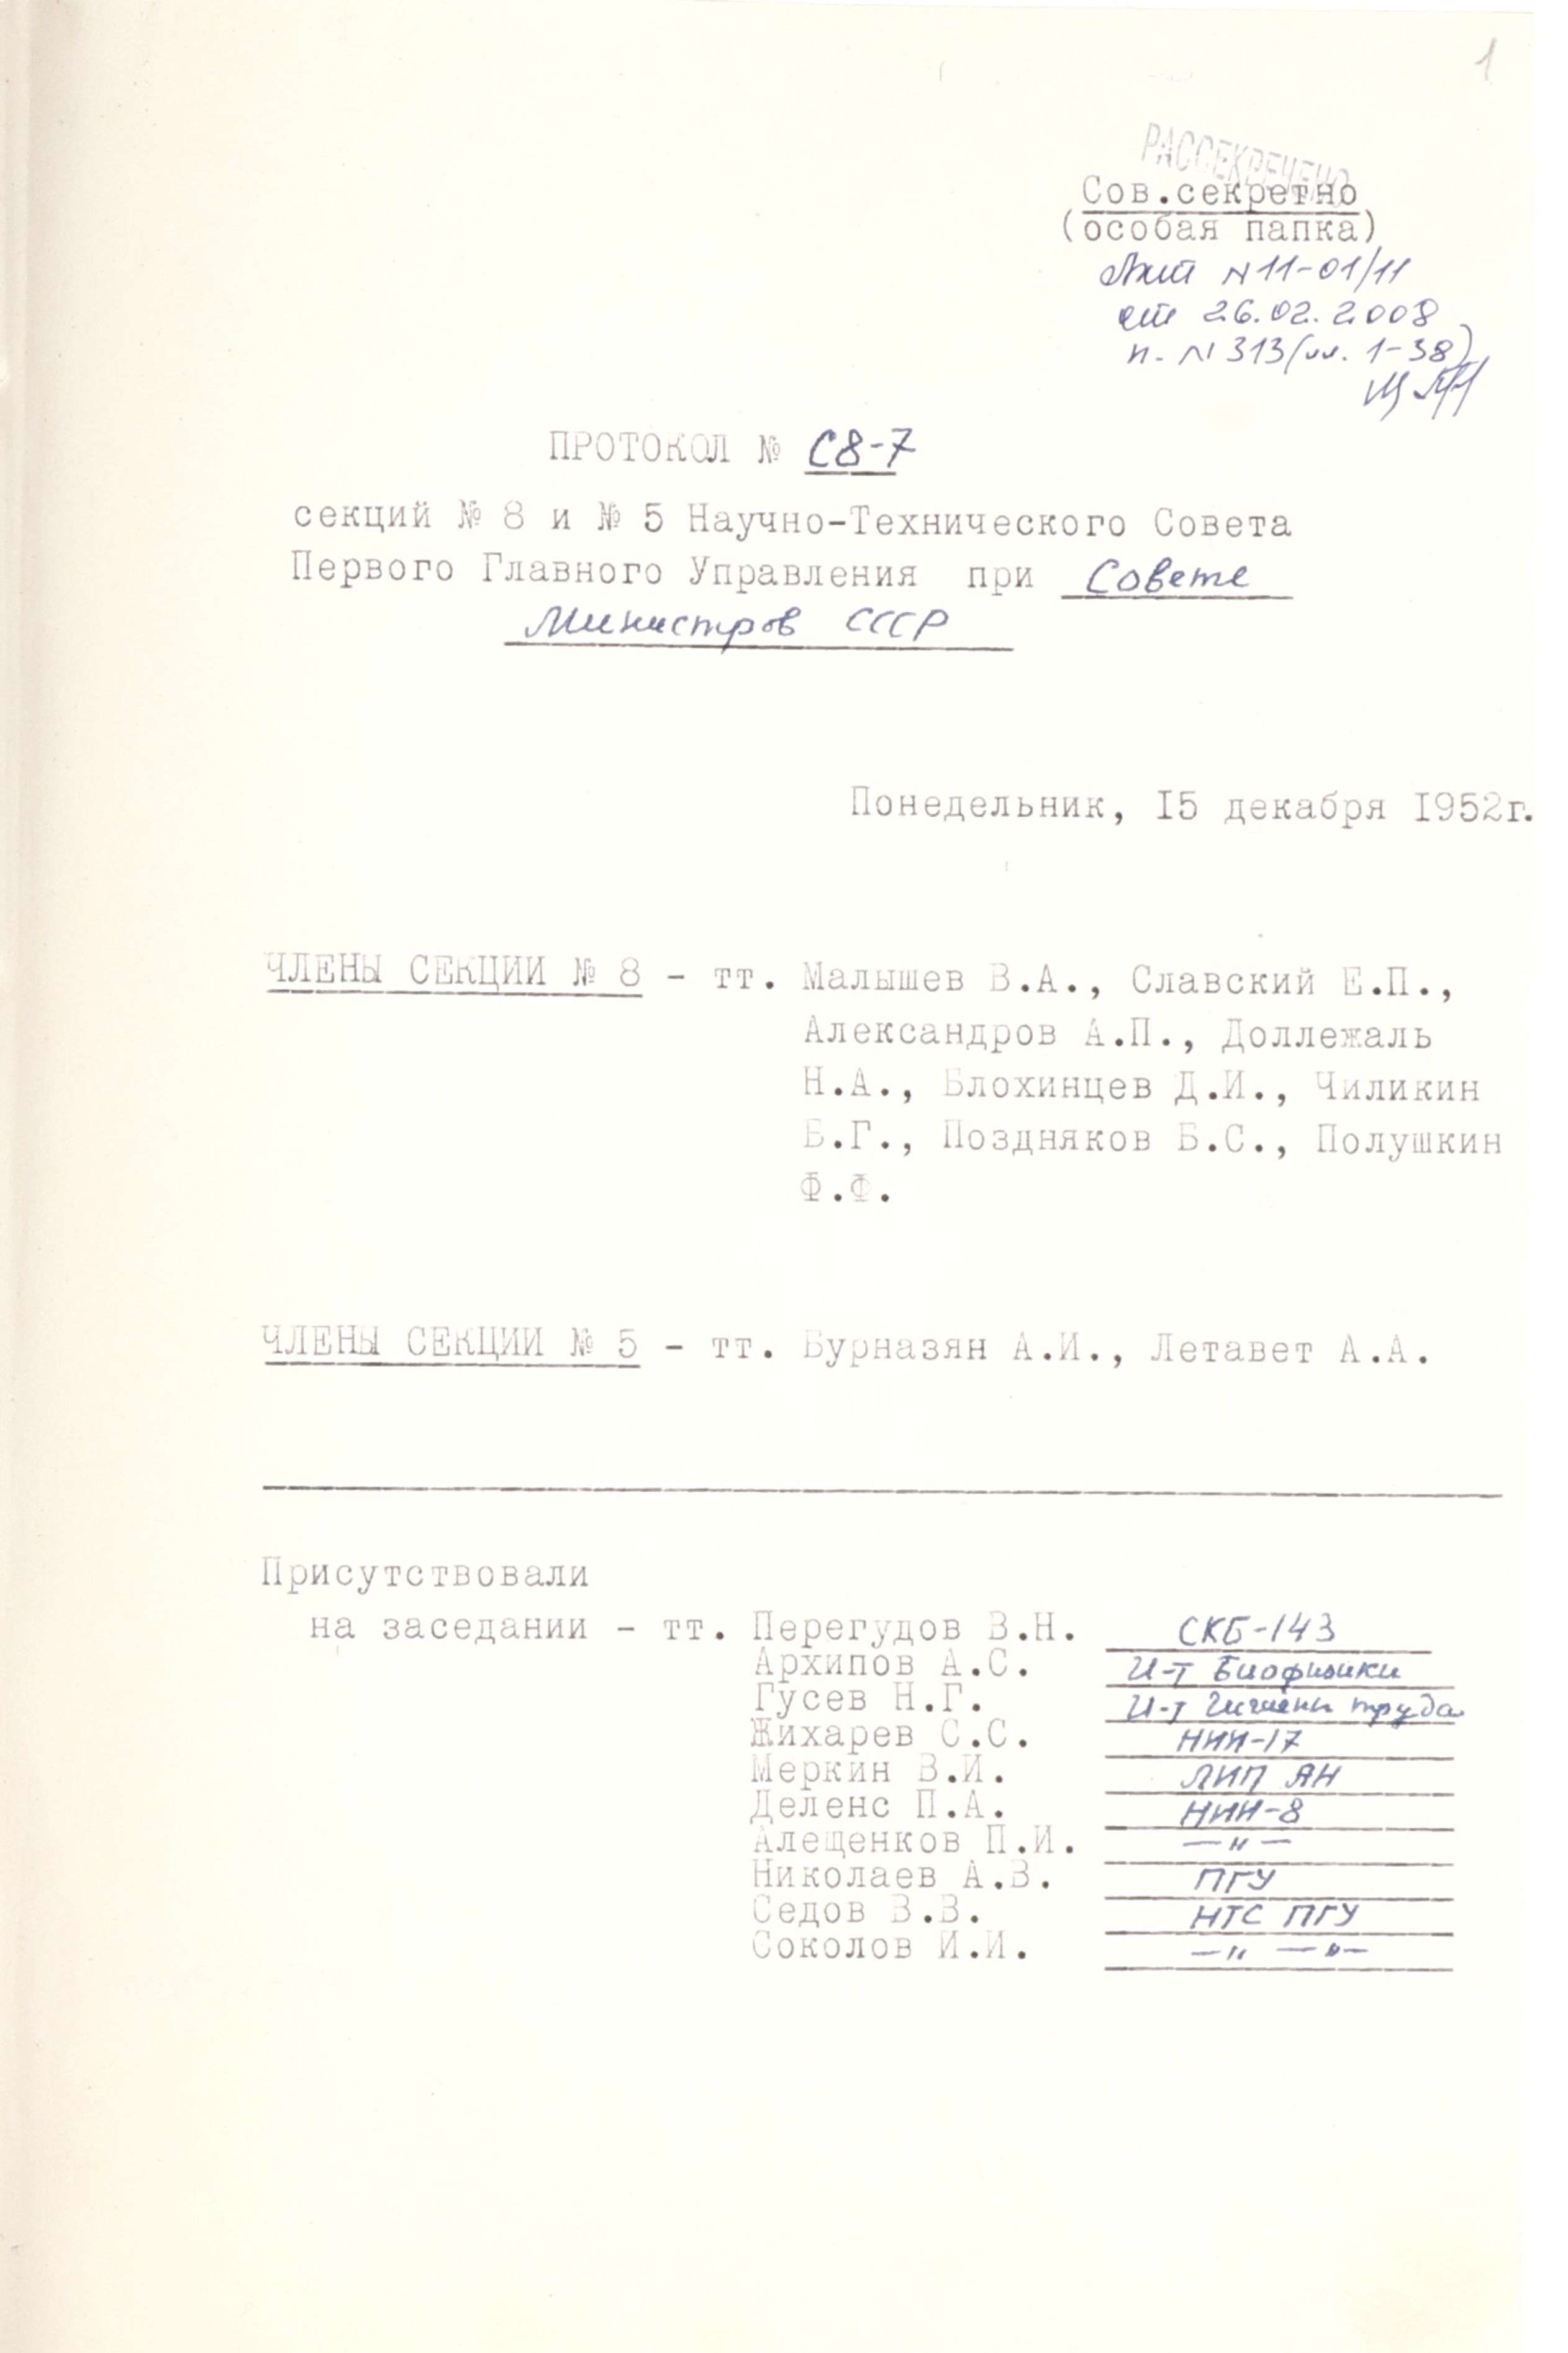 1
РАССЕКРЕЧЕНО
Сов.секретно
(особая папка)
Акт №11-01/11
от 26.02.2008
п. №313 (лл. 1-38)
ПРОТОКОЛ № С8-7
секций № 8 и № 5 Научно-Технического Совета
Первого Главного Управления при Совете
Министров СССР
Понедельник, 15 декабря 1952г.
ЧЛЕНЫ СЕКЦИИ № 8 - тт. Малышев В.А., Славский Е.П.,
Александров А.П., Доллежаль
Н.А., Блохинцев Д.И., Чиликин
Б.Г., Поздняков Б.С., Полушкин
Ф.Ф.
ЧЛЕНЫ СЕКЦИИ № 5 - тт. Бурназян А.И., Летавет А.А.
Присутствовали
на заседании - тт. Перегудов В.Н. СКБ-143
Архипов А.С. И-т Биофизики
Гусев Н.Г. И-т Гигиены труда
Жихарев С.С. НИИ-17
Меркин В.И. ЛИП АН
Деленс П.А. НИИ-8
Алещенков П.И. —"—
Николаев А.В. ПГУ
Седов В.В. НТС ПГУ
Соколов И.И. —" —"—